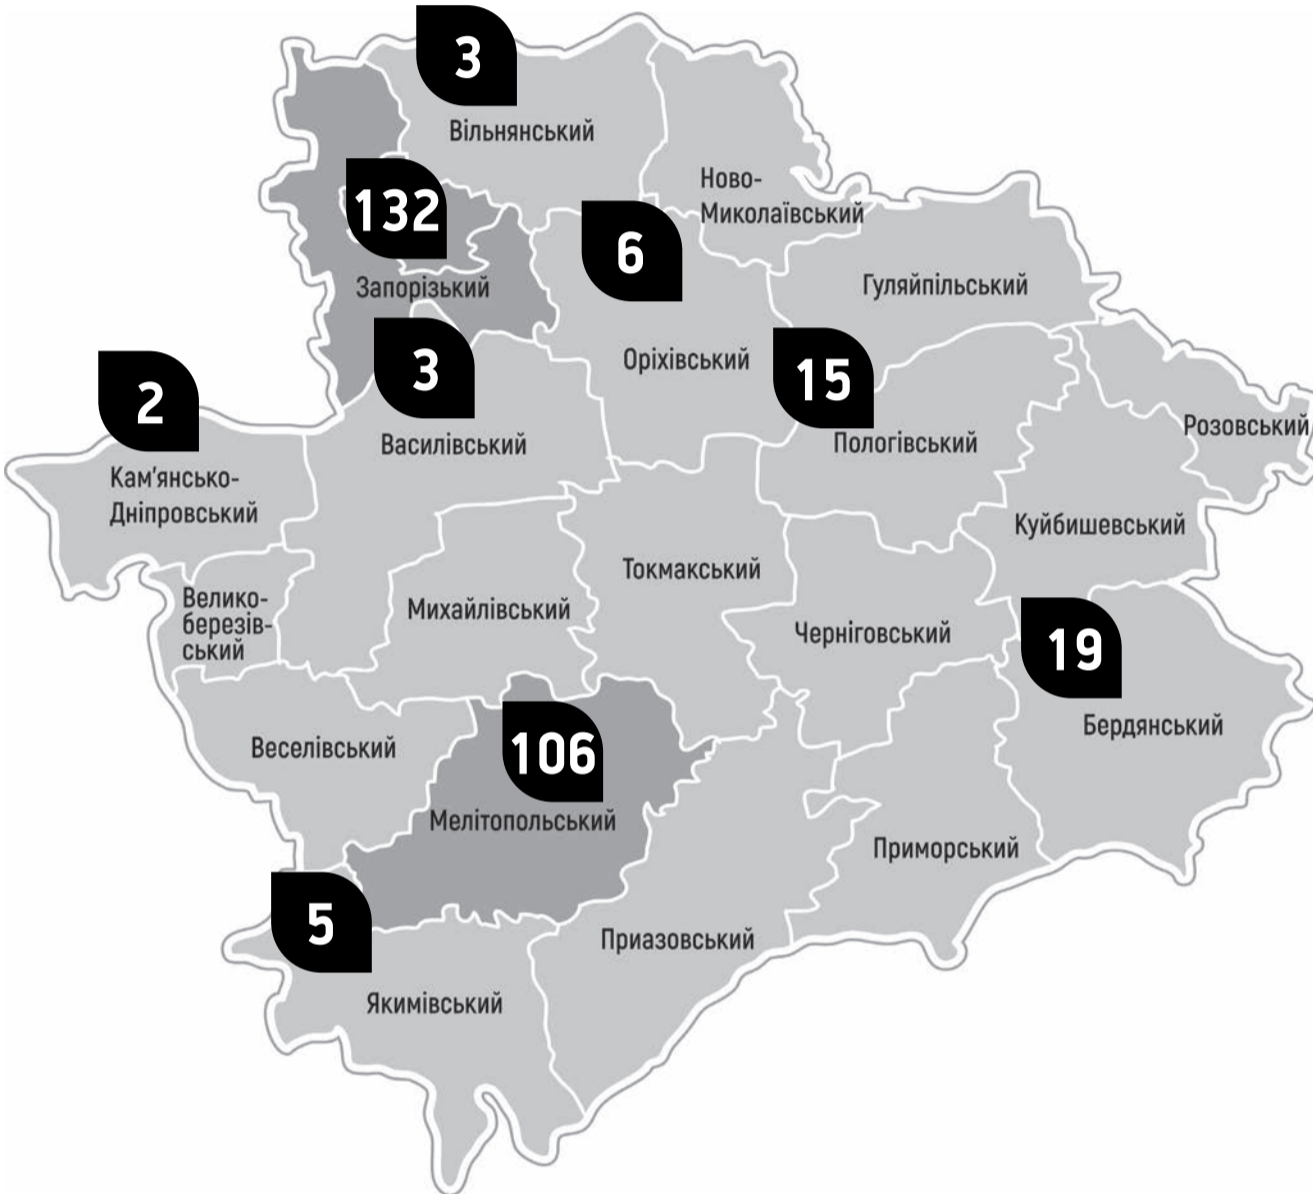 3
Вільнянський
132
Ново-
Миколаївський
6
Запорізький
Гуляйпільський
3
Оріхівський
15
2
Василівський
Пологівський
Розовський
Кам'янсько-
Дніпровський
Куйбишевський
Токмакський
Велико-
березів-
ський
Михайлівський
Черніговський
19
Веселівський
106
Бердянський
Мелітопольський
Приморський
5
Приазовський
Якимівський